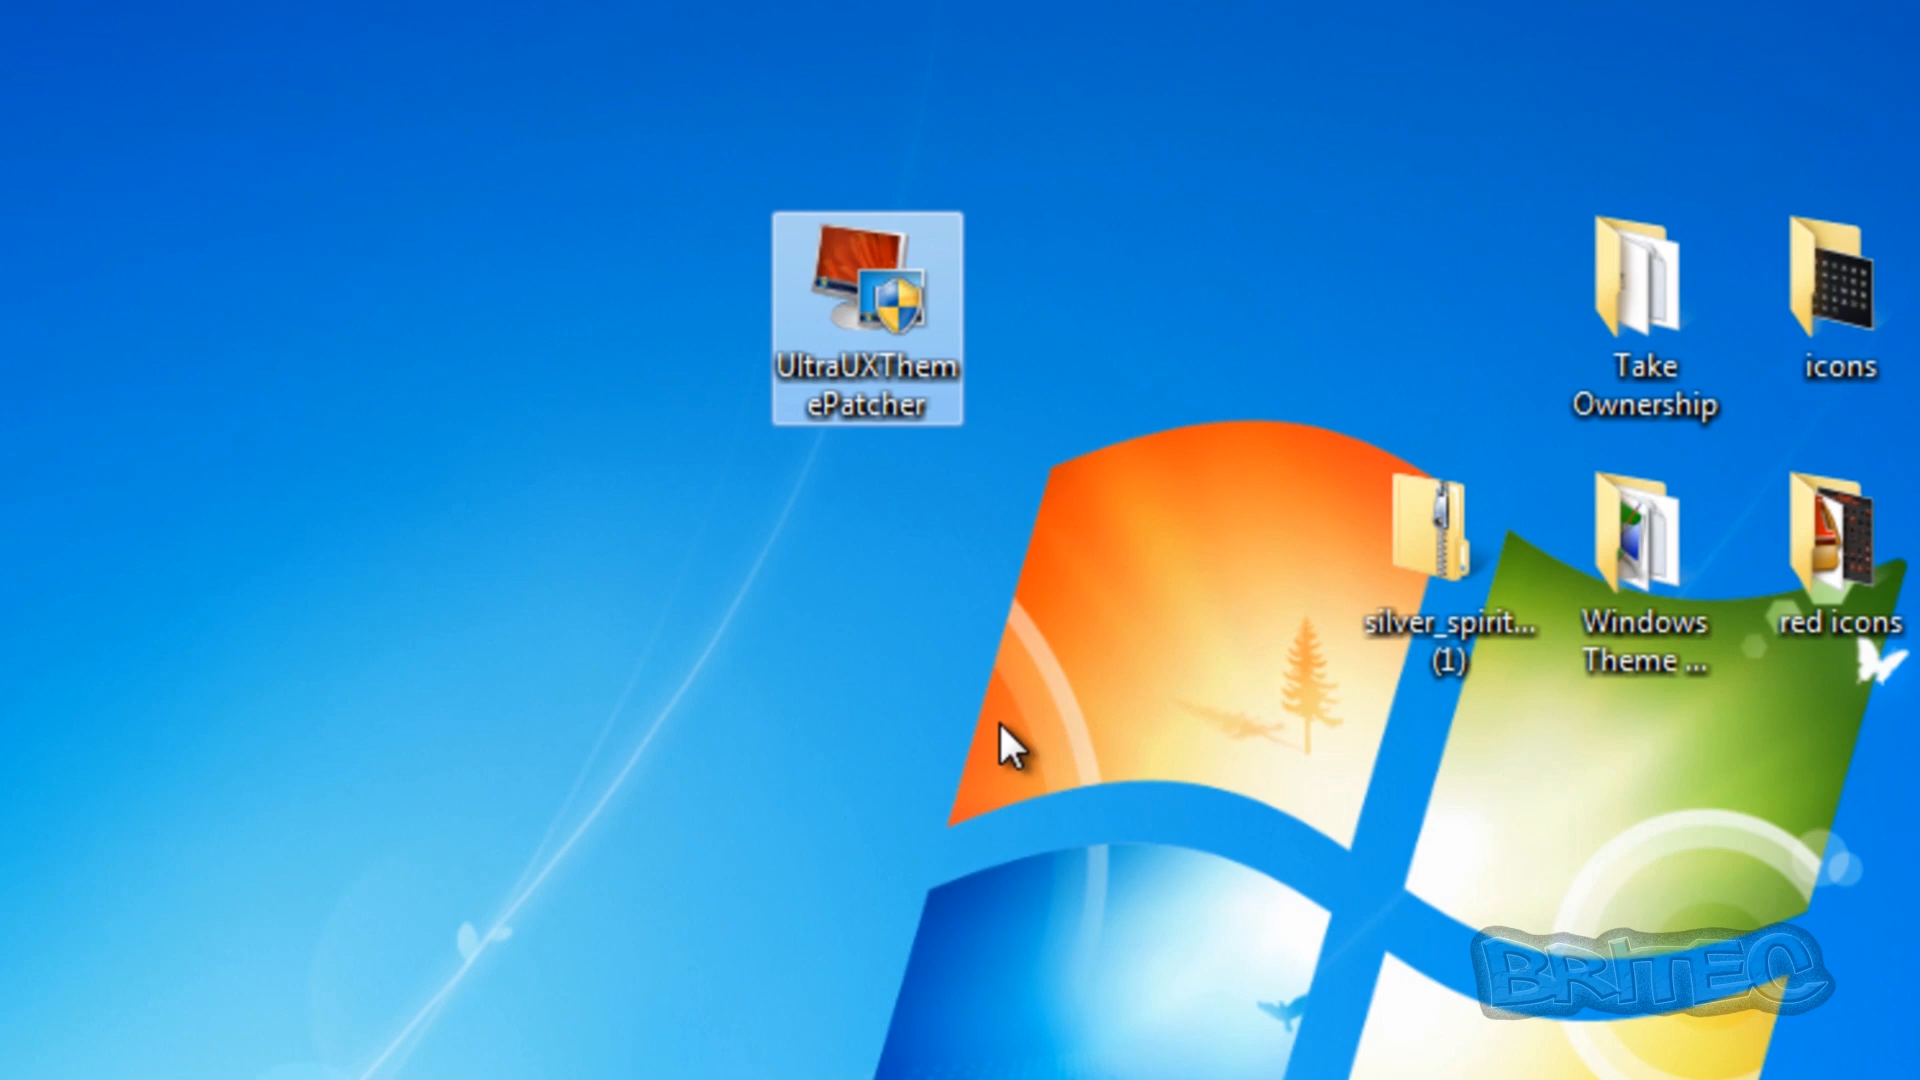 UltraUXThem
ePatcher
Take
Ownership
icons
silver_spirit...
(1)
Windows
Theme ...
red icons
BRITEC